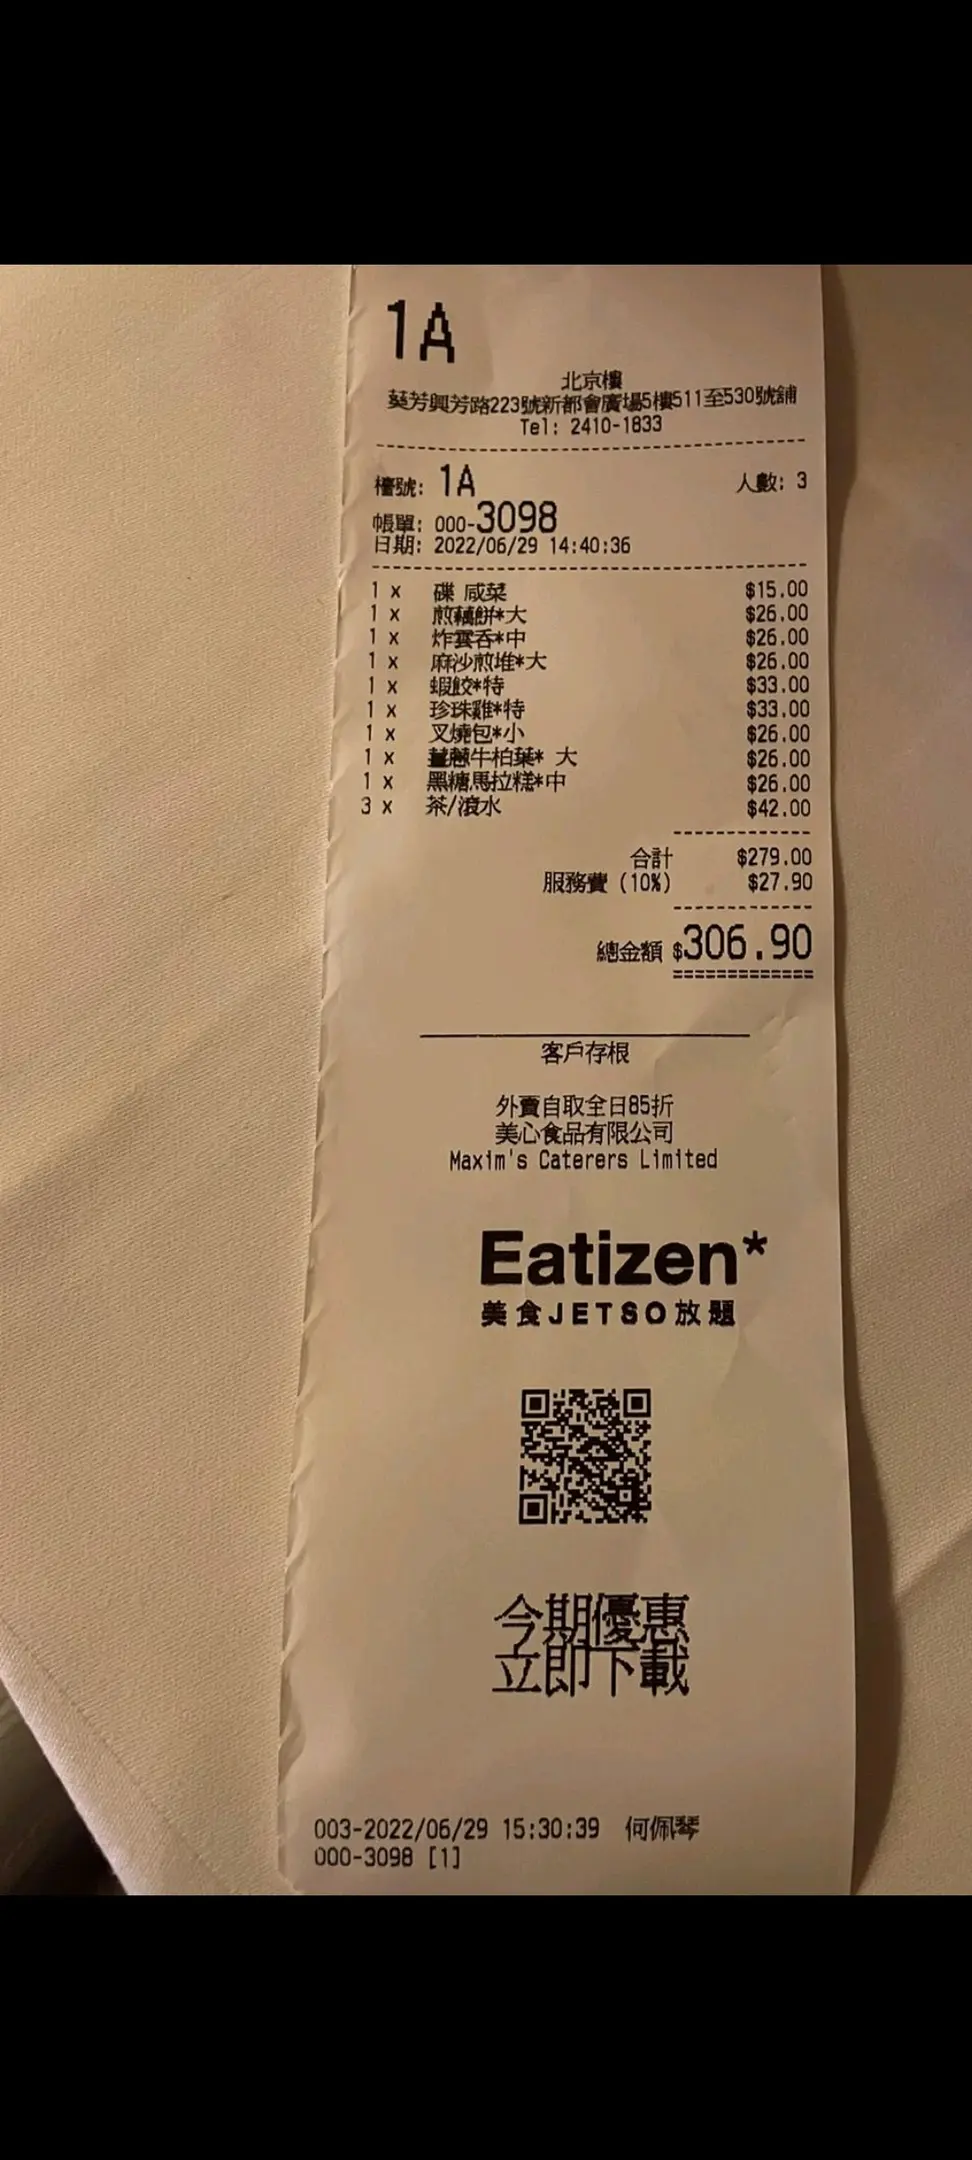 1A
北京樓
葵芳興芳路223號新都會廣場5樓511至530號舖
Tel: 2410-1833
檯號: 1A 人數: 3
帳單: 000-3098
日期: 2022/06/29 14:40:36
1 x 碟 咸菜 $15.00
1 x 煎藕餅*大 $26.00
1 x 炸雲吞*中 $26.00
1 x 麻沙煎堆*大 $26.00
1 x 蝦餃*特 $33.00
1 x 珍珠雞*特 $33.00
1 x 叉燒包*小 $26.00
1 x 薑蔥牛柏葉* 大 $26.00
1 x 黑糖馬拉糕*中 $26.00
3 x 茶/滾水 $42.00
合計 $279.00
服務費 (10%) $27.90
總金額 $306.90
客戶存根
外賣自取全日85折
美心食品有限公司
Maxim's Caterers Limited
Eatizen*
美食JETSO放題
今期優惠
立即下載
003-2022/06/29 15:30:39 何佩琴
000-3098 [1]